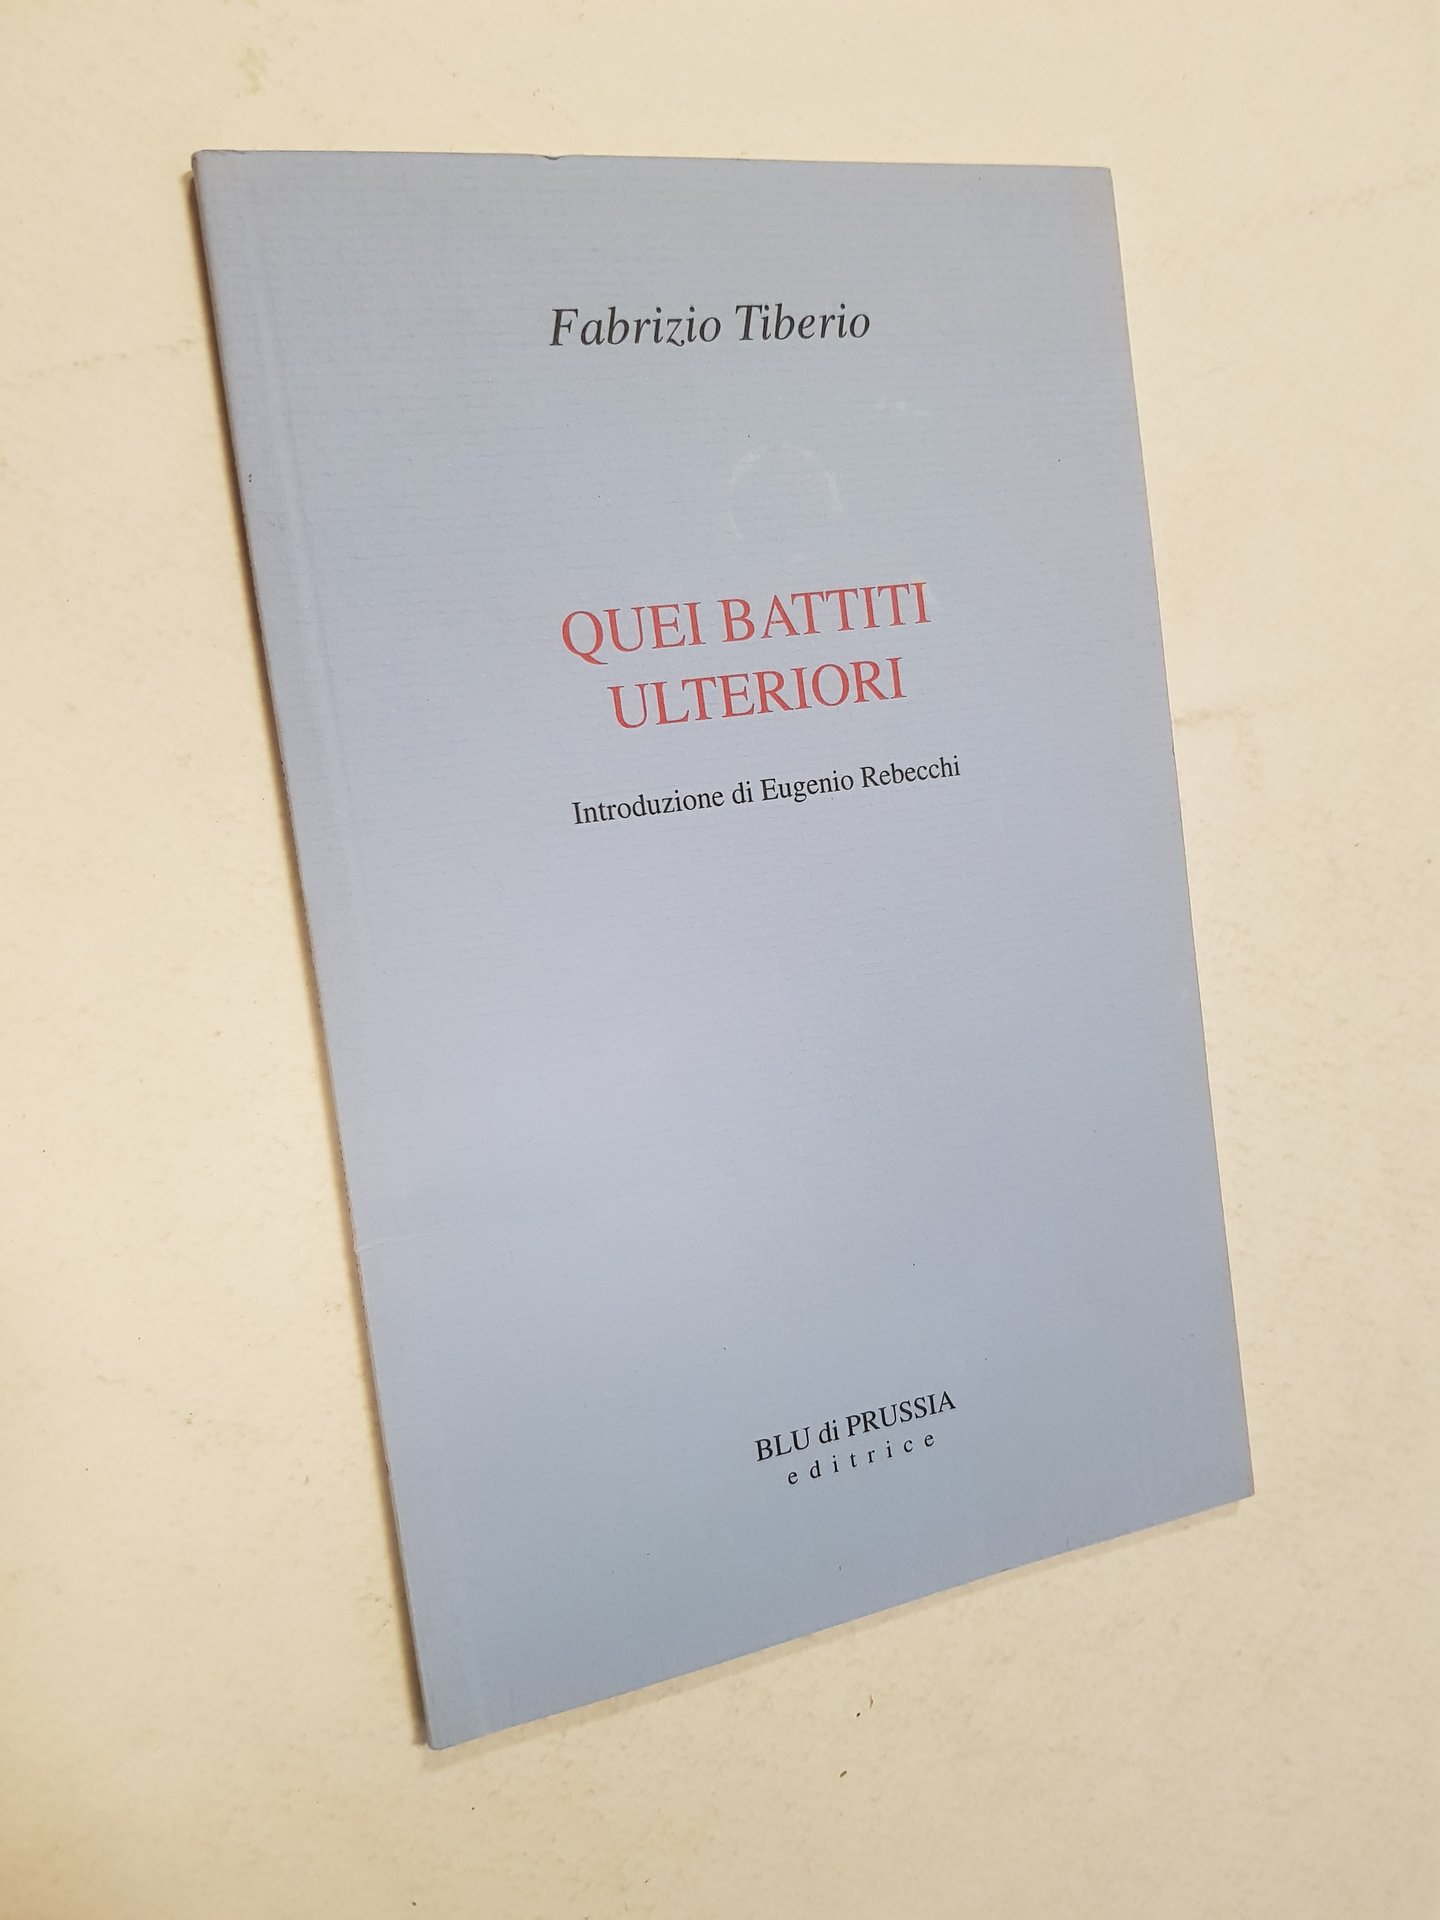 Fabrizio Tiberio
QUEI BATTITI
ULTERIORI
Introduzione di Eugenio Rebecchi
BLU di PRUSSIA
editrice